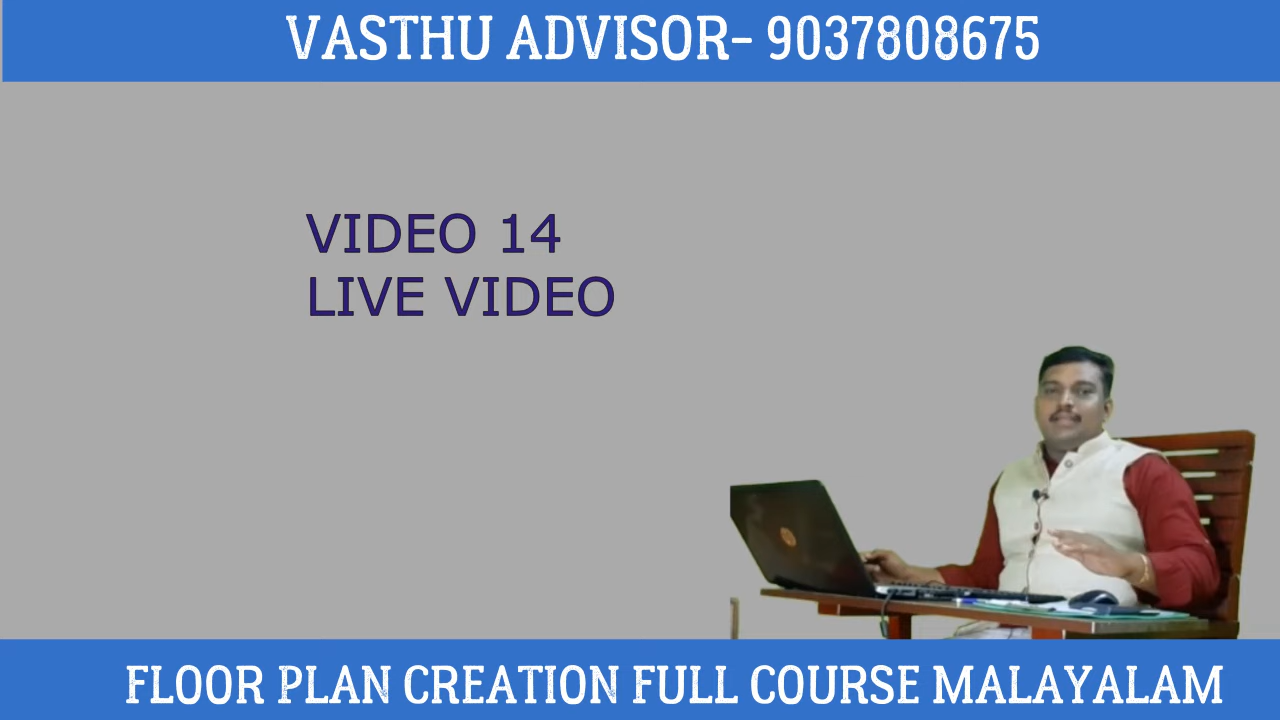 VASTHU ADVISOR- 9037808675
VIDEO 14
LIVE VIDEO
FLOOR PLAN CREATION FULL COURSE MALAYALAM